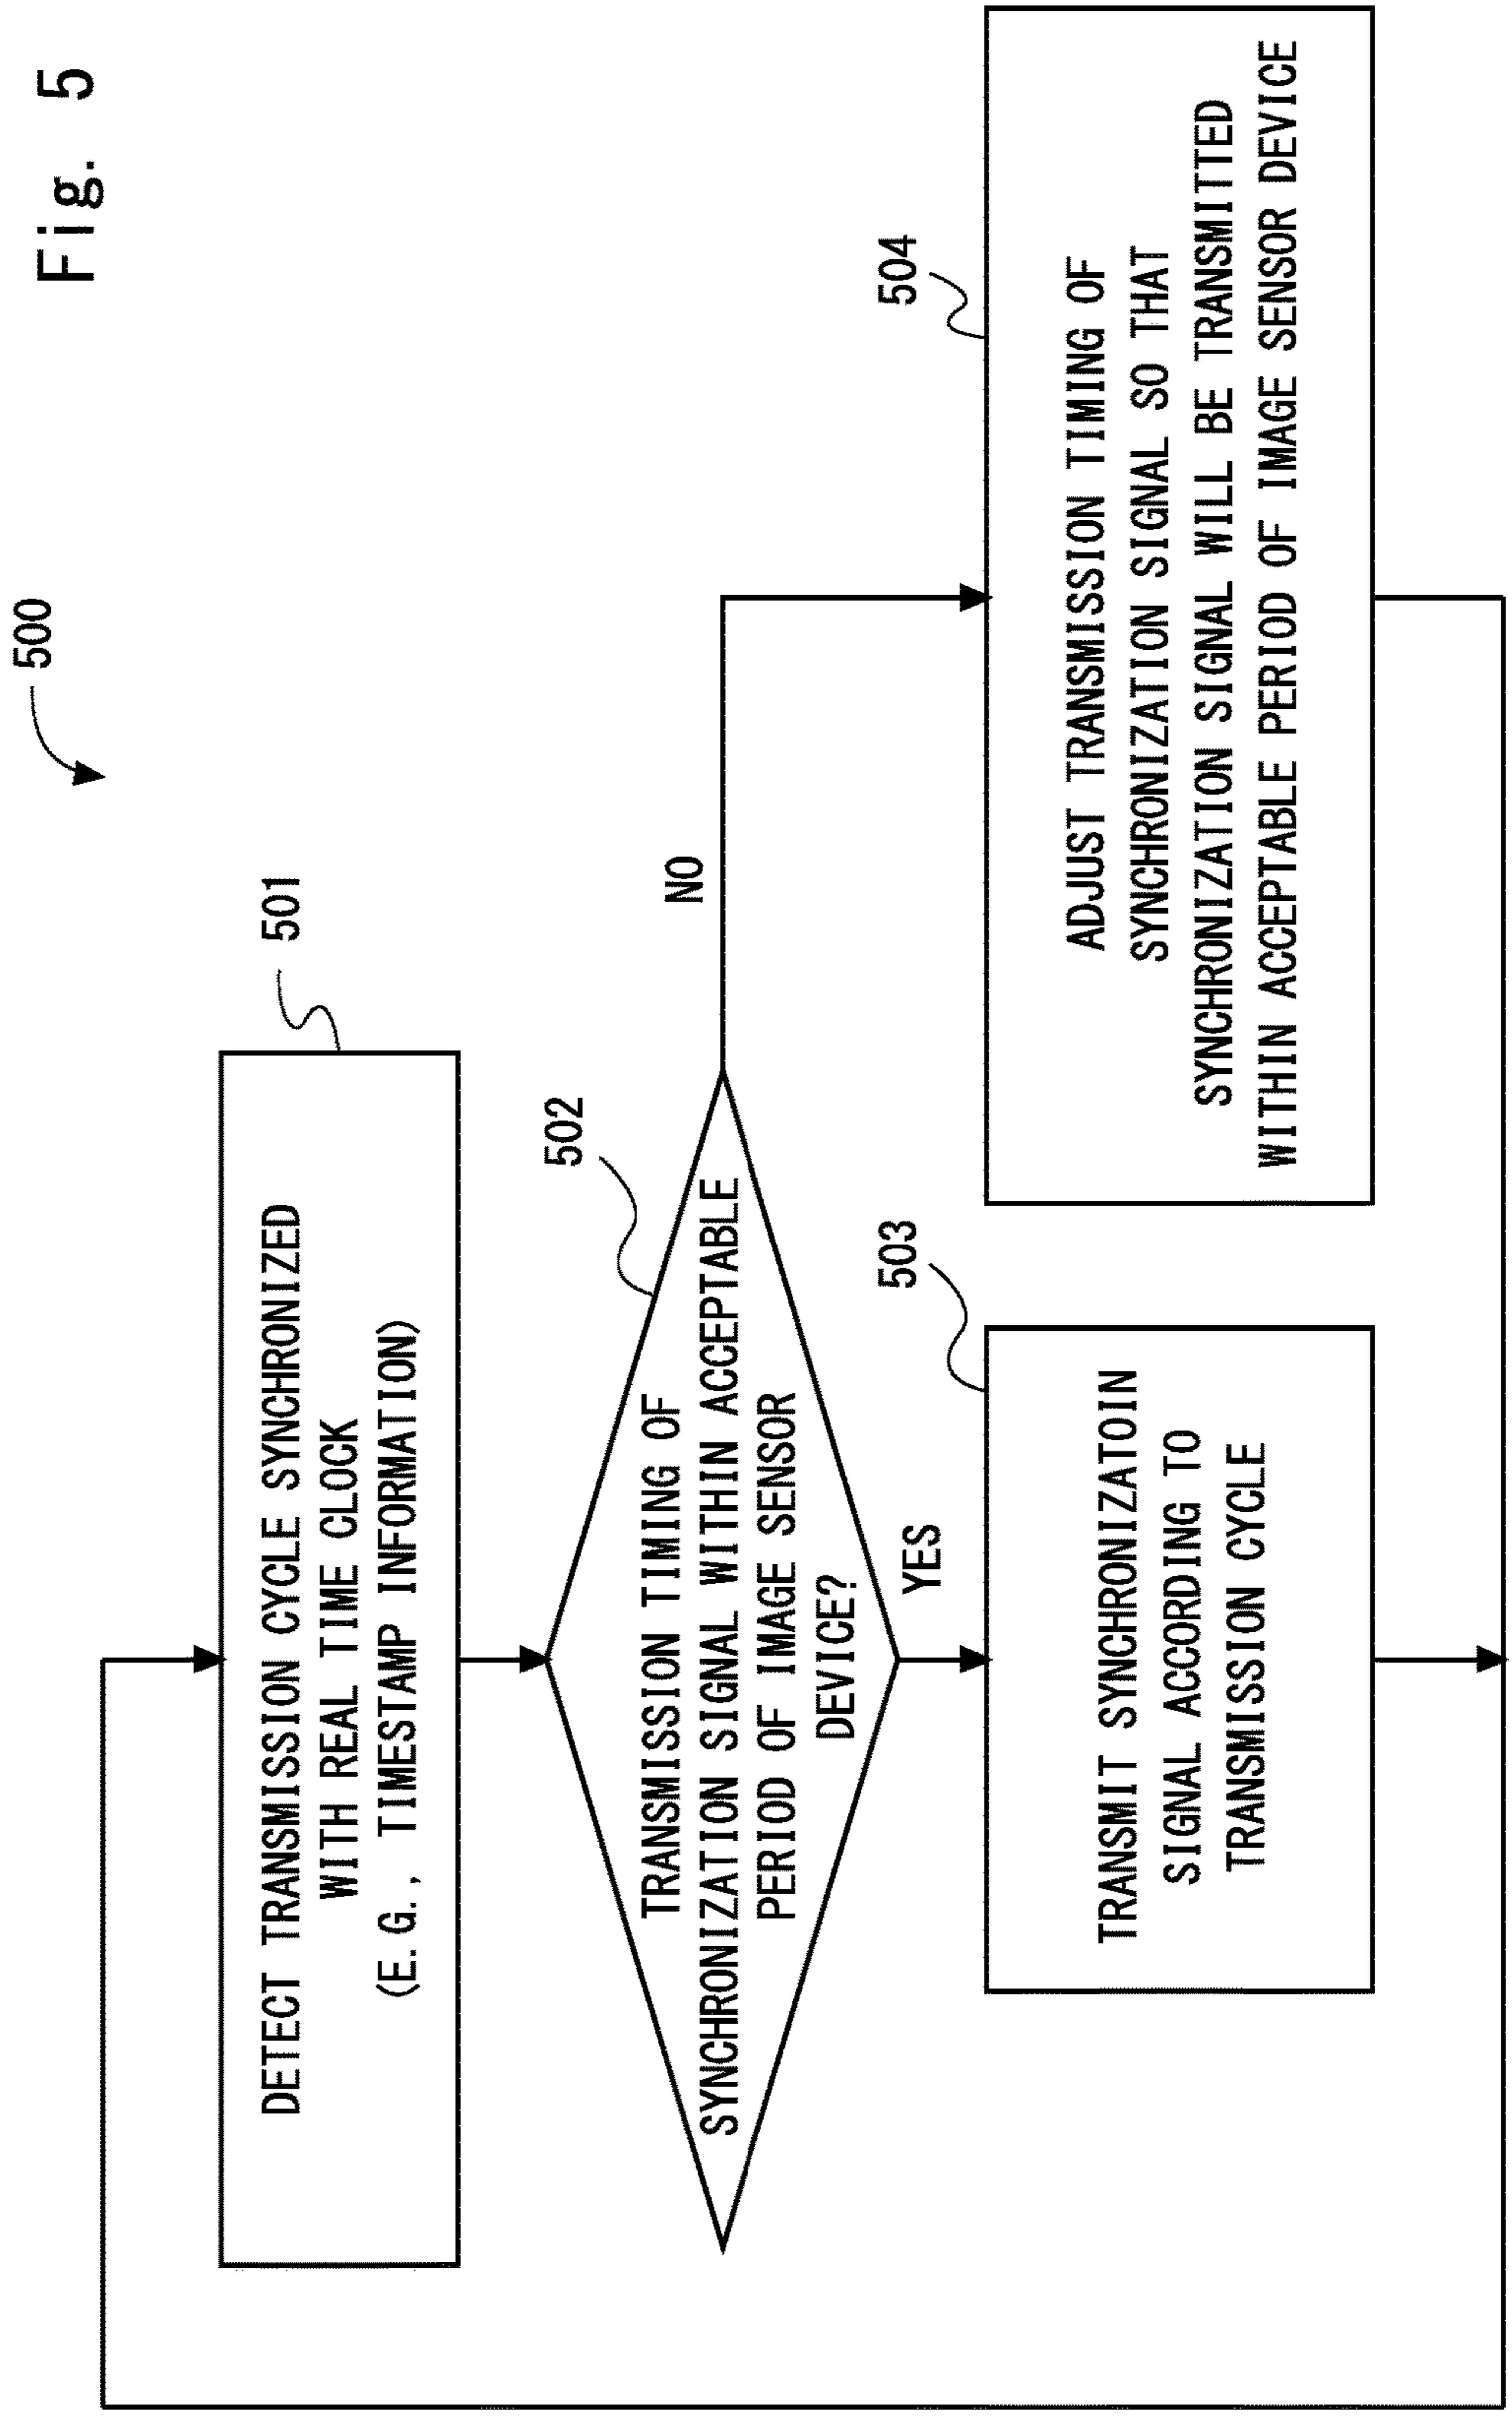 Fig. 5
500
501
DETECT TRANSMISSION CYCLE SYNCHRONIZED
WITH REAL TIME CLOCK
(E.G., TIMESTAMP INFORMATION)
502
TRANSMISSION TIMING OF
SYNCHRONIZATION SIGNAL WITHIN ACCEPTABLE
PERIOD OF IMAGE SENSOR
DEVICE?
NO
YES
503
TRANSMIT SYNCHRONIZATOIN
SIGNAL ACCORDING TO
TRANSMISSION CYCLE
504
ADJUST TRANSMISSION TIMING OF
SYNCHRONIZATION SIGNAL SO THAT
SYNCHRONIZATION SIGNAL WILL BE TRANSMITTED
WITHIN ACCEPTABLE PERIOD OF IMAGE SENSOR DEVICE